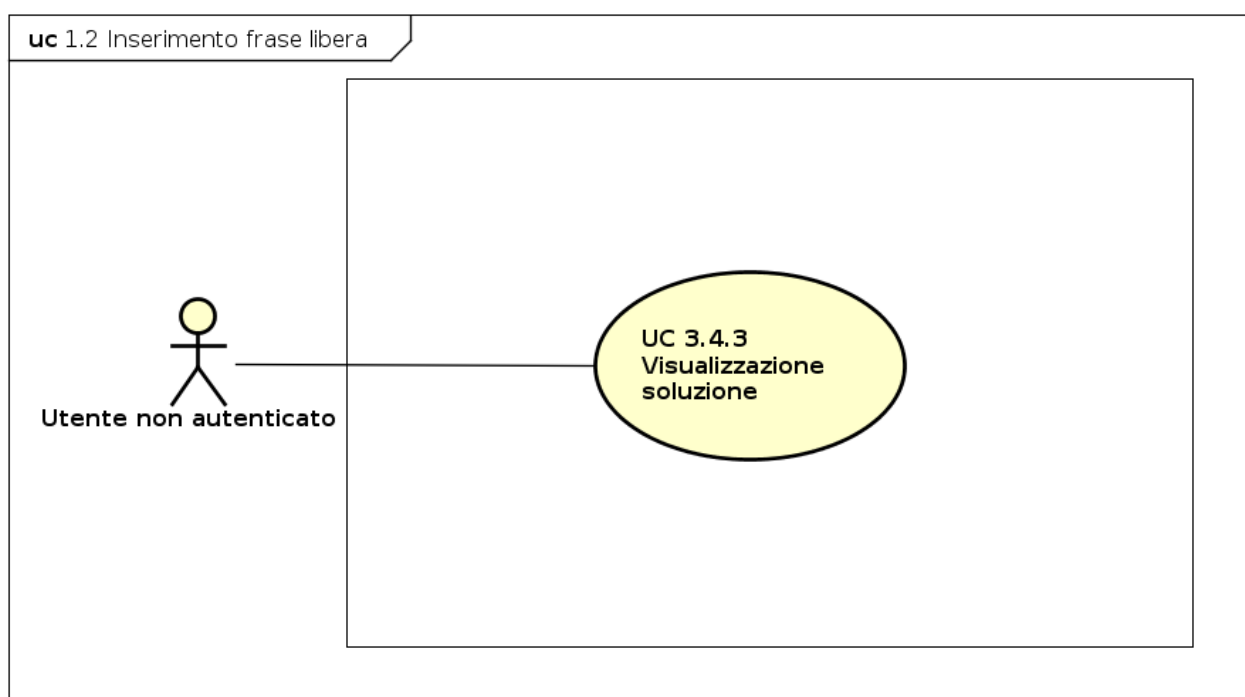 uc 1.2 Inserimento frase libera
UC 3.4.3
Visualizzazione
soluzione
Utente non autenticato